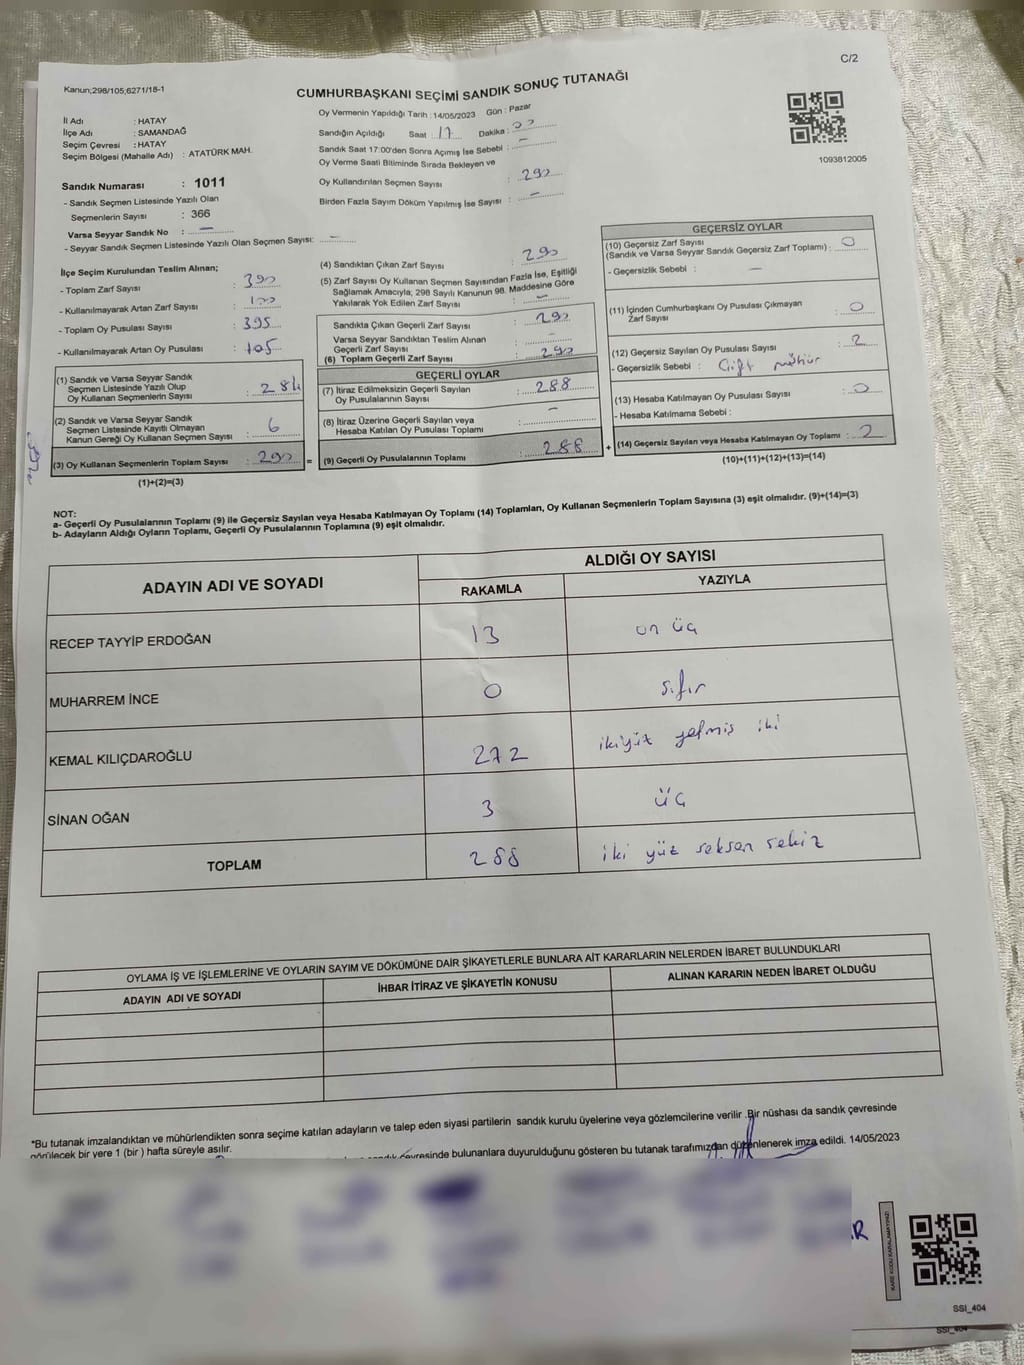 C/2
Kanun;298/105,6271/18-1
CUMHURBAŞKANI SEÇİMİ SANDIK SONUÇ TUTANAĞI
İl Adı : HATAY
İlçe Adı : SAMANDAĞ
Seçim Çevresi : HATAY
Seçim Bölgesi (Mahalle Adı) : ATATÜRK MAH.
Oy Vermenin Yapıldığı Tarih : 14/05/2023 Gün : Pazar
Sandığın Açıldığı Saat : 17 Dakika : 00
Sandık Saat 17:00'den Sonra Açımış İse Sebebi : —
Oy Verme Saati Bitiminde Sırada Bekleyen ve
Oy Kullandırılan Seçmen Sayısı : 290
Birden Fazla Sayım Döküm Yapılmış İse Sayısı : —
1093812005
Sandık Numarası : 1011
- Sandık Seçmen Listesinde Yazılı Olan
Seçmenlerin Sayısı : 366
Varsa Seyyar Sandık No : —
- Seyyar Sandık Seçmen Listesinde Yazılı Olan Seçmen Sayısı: —
İlçe Seçim Kurulundan Teslim Alınan;
- Toplam Zarf Sayısı : 390
- Kullanılmayarak Artan Zarf Sayısı : 100
- Toplam Oy Pusulası Sayısı : 395
- Kullanılmayarak Artan Oy Pusulası : 105
(1) Sandık ve Varsa Seyyar Sandık
Seçmen Listesinde Yazılı Olup
Oy Kullanan Seçmenlerin Sayısı : 284
(2) Sandık ve Varsa Seyyar Sandık
Seçmen Listesinde Kayıtlı Olmayan
Kanun Gereği Oy Kullanan Seçmen Sayısı : 6
(3) Oy Kullanan Seçmenlerin Toplam Sayısı : 290
(1)+(2)=(3)
(4) Sandıktan Çıkan Zarf Sayısı : 290
(5) Zarf Sayısı Oy Kullanan Seçmen Sayısından Fazla İse, Eşitliği
Sağlamak Amacıyla, 298 Sayılı Kanunun 98. Maddesine Göre
Yakılarak Yok Edilen Zarf Sayısı : —
Sandıkta Çıkan Geçerli Zarf Sayısı : 290
Varsa Seyyar Sandıktan Teslim Alınan
Geçerli Zarf Sayısı : —
(6) Toplam Geçerli Zarf Sayısı : 290
GEÇERLİ OYLAR
(7) İtiraz Edilmeksizin Geçerli Sayılan
Oy Pusulasının Sayısı : 288
(8) İtiraz Üzerine Geçerli Sayılan veya
Hesaba Katılan Oy Pusulası Toplamı : —
= (9) Geçerli Oy Pusulalarının Toplamı : 288
GEÇERSİZ OYLAR
(10) Geçersiz Zarf Sayısı
(Sandık ve Varsa Seyyar Sandık Geçersiz Zarf Toplamı) : 0
- Geçersizlik Sebebi : —
(11) İçinden Cumhurbaşkanı Oy Pusulası Çıkmayan
Zarf Sayısı : 0
(12) Geçersiz Sayılan Oy Pusulası Sayısı : 2
- Geçersizlik Sebebi : Çift mühür
(13) Hesaba Katılmayan Oy Pusulası Sayısı : 0
- Hesaba Katılmama Sebebi :
+ (14) Geçersiz Sayılan veya Hesaba Katılmayan Oy Toplamı : 2
(10)+(11)+(12)+(13)=(14)
NOT:
a- Geçerli Oy Pusulalarının Toplamı (9) ile Geçersiz Sayılan veya Hesaba Katılmayan Oy Toplamı (14) Toplamları, Oy Kullanan Seçmenlerin Toplam Sayısına (3) eşit olmalıdır. (9)+(14)=(3)
b- Adayların Aldığı Oyların Toplamı, Geçerli Oy Pusulalarının Toplamına (9) eşit olmalıdır.
ADAYIN ADI VE SOYADI ALDIĞI OY SAYISI
RAKAMLA YAZIYLA
RECEP TAYYİP ERDOĞAN 13 on üç
MUHARREM İNCE 0 sıfır
KEMAL KILIÇDAROĞLU 272 ikiyüz yetmiş iki
SİNAN OĞAN 3 üç
TOPLAM 288 iki yüz seksen sekiz
OYLAMA İŞ VE İŞLEMLERİNE VE OYLARIN SAYIM VE DÖKÜMÜNE DAİR ŞİKAYETLERLE BUNLARA AİT KARARLARIN NELERDEN İBARET BULUNDUKLARI
ADAYIN ADI VE SOYADI İHBAR İTİRAZ VE ŞİKAYETİN KONUSU ALINAN KARARIN NEDEN İBARET OLDUĞU
*Bu tutanak imzalandıktan ve mühürlendikten sonra seçime katılan adayların ve talep eden siyasi partilerin sandık kurulu üyelerine veya gözlemcilerine verilir .Bir nüshası da sandık çevresinde
görülecek bir yere 1 (bir ) hafta süreyle asılır.
sandık çevresinde bulunanlara duyurulduğunu gösteren bu tutanak tarafımızdan düzenlenerek imza edildi. 14/05/2023
KARE KODU KARALAMAYINIZ!
SSI_404
SSI_404